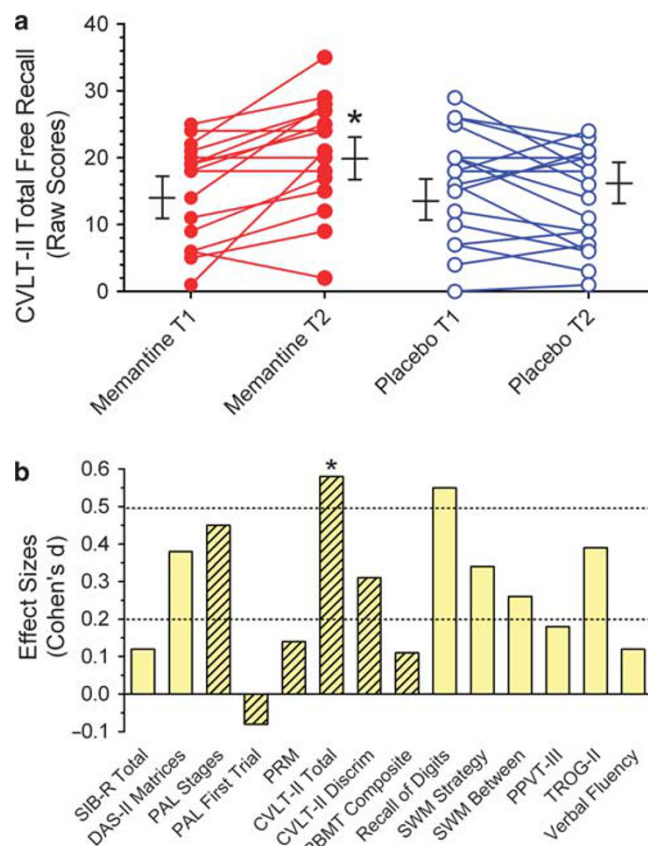 a
CVLT-II Total Free Recall
(Raw Scores)
40
30
20
10
0
*
Memantine T1
Memantine T2
Placebo T1
Placebo T2
b
Effect Sizes
(Cohen's d)
0.6
0.5
0.4
0.3
0.2
0.1
0.0
−0.1
*
SIB-R Total
DAS-II Matrices
PAL Stages
PAL First Trial
PRM
CVLT-II Total
CVLT-II Discrim
RBMT Composite
Recall of Digits
SWM Strategy
SWM Between
PPVT-III
TROG-II
Verbal Fluency